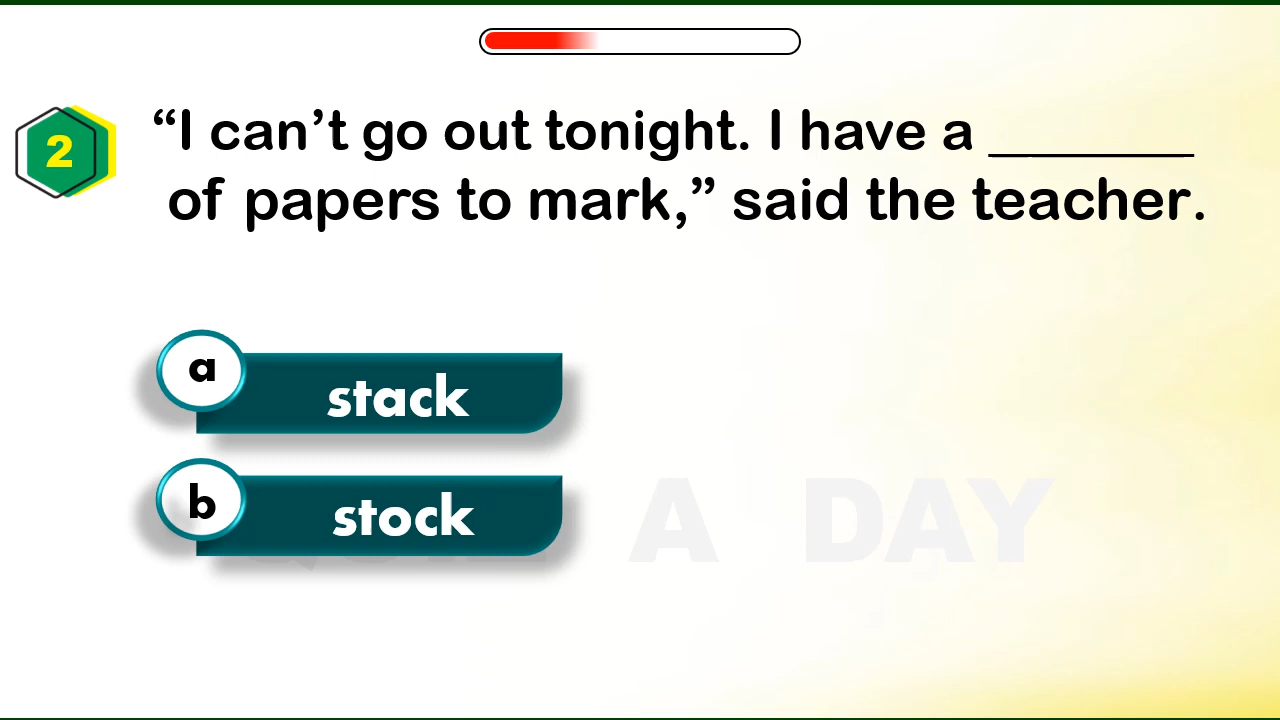 2
“I can’t go out tonight. I have a ________
of papers to mark,” said the teacher.
a
stack
b
stock
A DAY